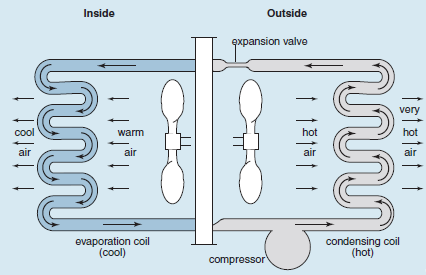 Inside
Outside
expansion valve
cool
air
warm
air
hot
air
very
hot
air
evaporation coil
(cool)
compressor
condensing coil
(hot)